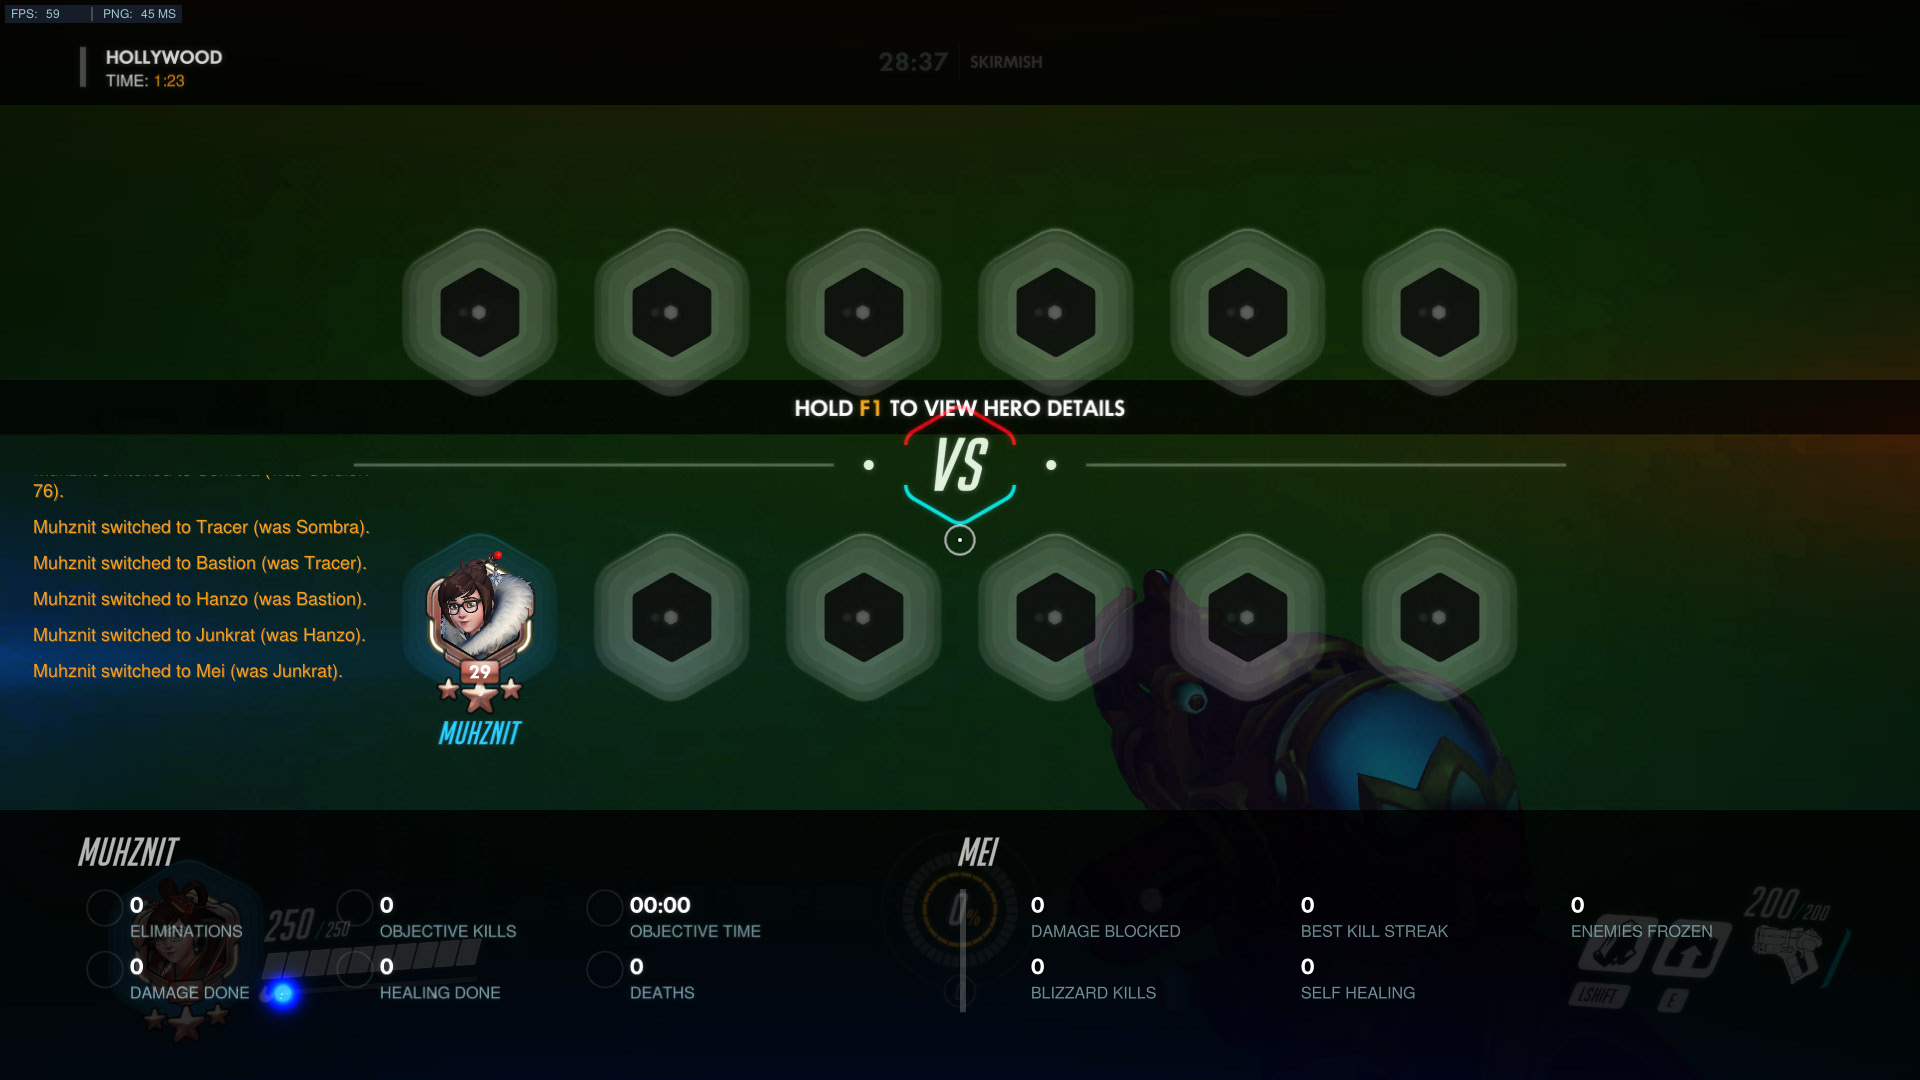 FPS: 59 | PNG: 45 MS
HOLLYWOOD
TIME: 1:23
28:37 SKIRMISH
HOLD F1 TO VIEW HERO DETAILS
VS
76).
Muhznit switched to Tracer (was Sombra).
Muhznit switched to Bastion (was Tracer).
Muhznit switched to Hanzo (was Bastion).
Muhznit switched to Junkrat (was Hanzo).
Muhznit switched to Mei (was Junkrat).
29
MUHZNIT
MUHZNIT
MEI
0
ELIMINATIONS
250/250
0
OBJECTIVE KILLS
00:00
OBJECTIVE TIME
0%
0
DAMAGE BLOCKED
0
BEST KILL STREAK
0
ENEMIES FROZEN
200/200
0
DAMAGE DONE
0
HEALING DONE
0
DEATHS
0
BLIZZARD KILLS
0
SELF HEALING
LSHIFT
E